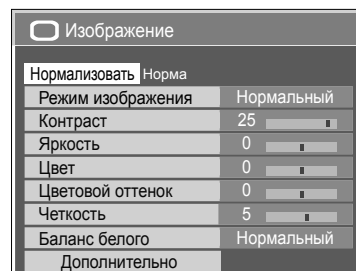 Изображение
Нормализовать Норма
Режим изображения Нормальный
Контраст 25
Яркость 0
Цвет 0
Цветовой оттенок 0
Четкость 5
Баланс белого Нормальный
Дополнительно